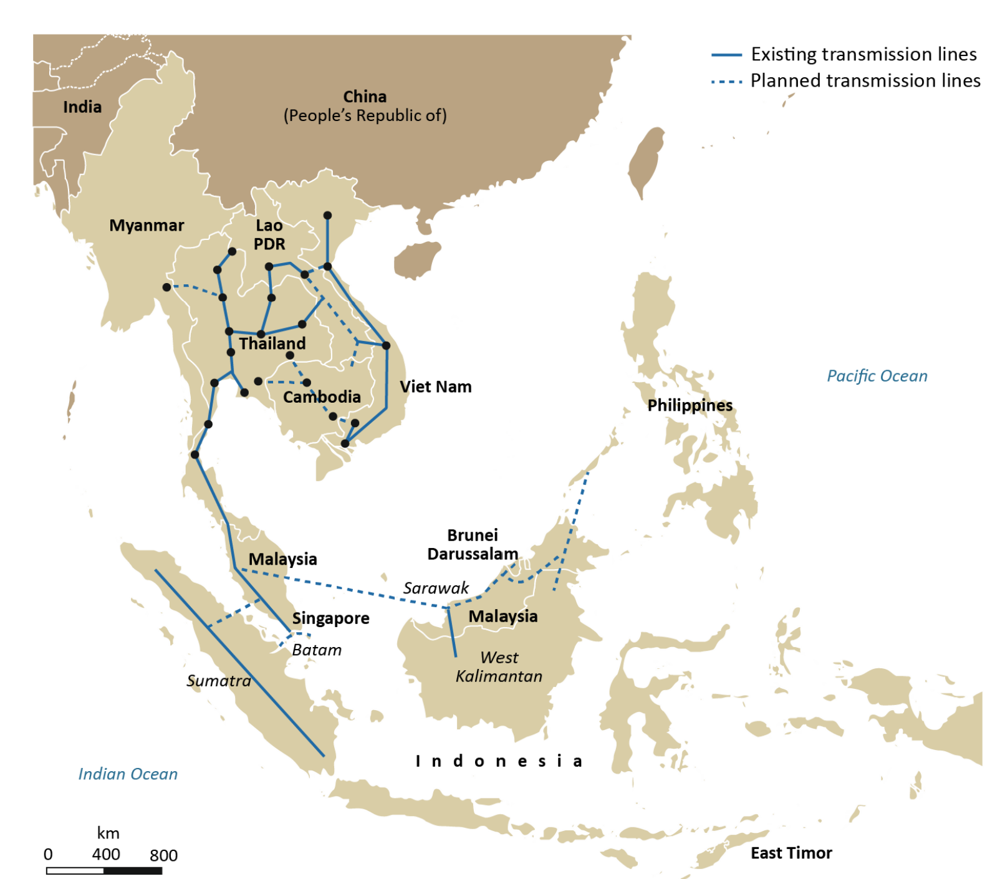 Existing transmission lines
Planned transmission lines
China
(People’s Republic of)
India
Myanmar
Lao
PDR
Thailand
Cambodia
Viet Nam
Pacific Ocean
Philippines
Brunei
Darussalam
Malaysia
Sarawak
Malaysia
Singapore
Batam
West
Kalimantan
Sumatra
Indonesia
Indian Ocean
km
0 400 800
East Timor